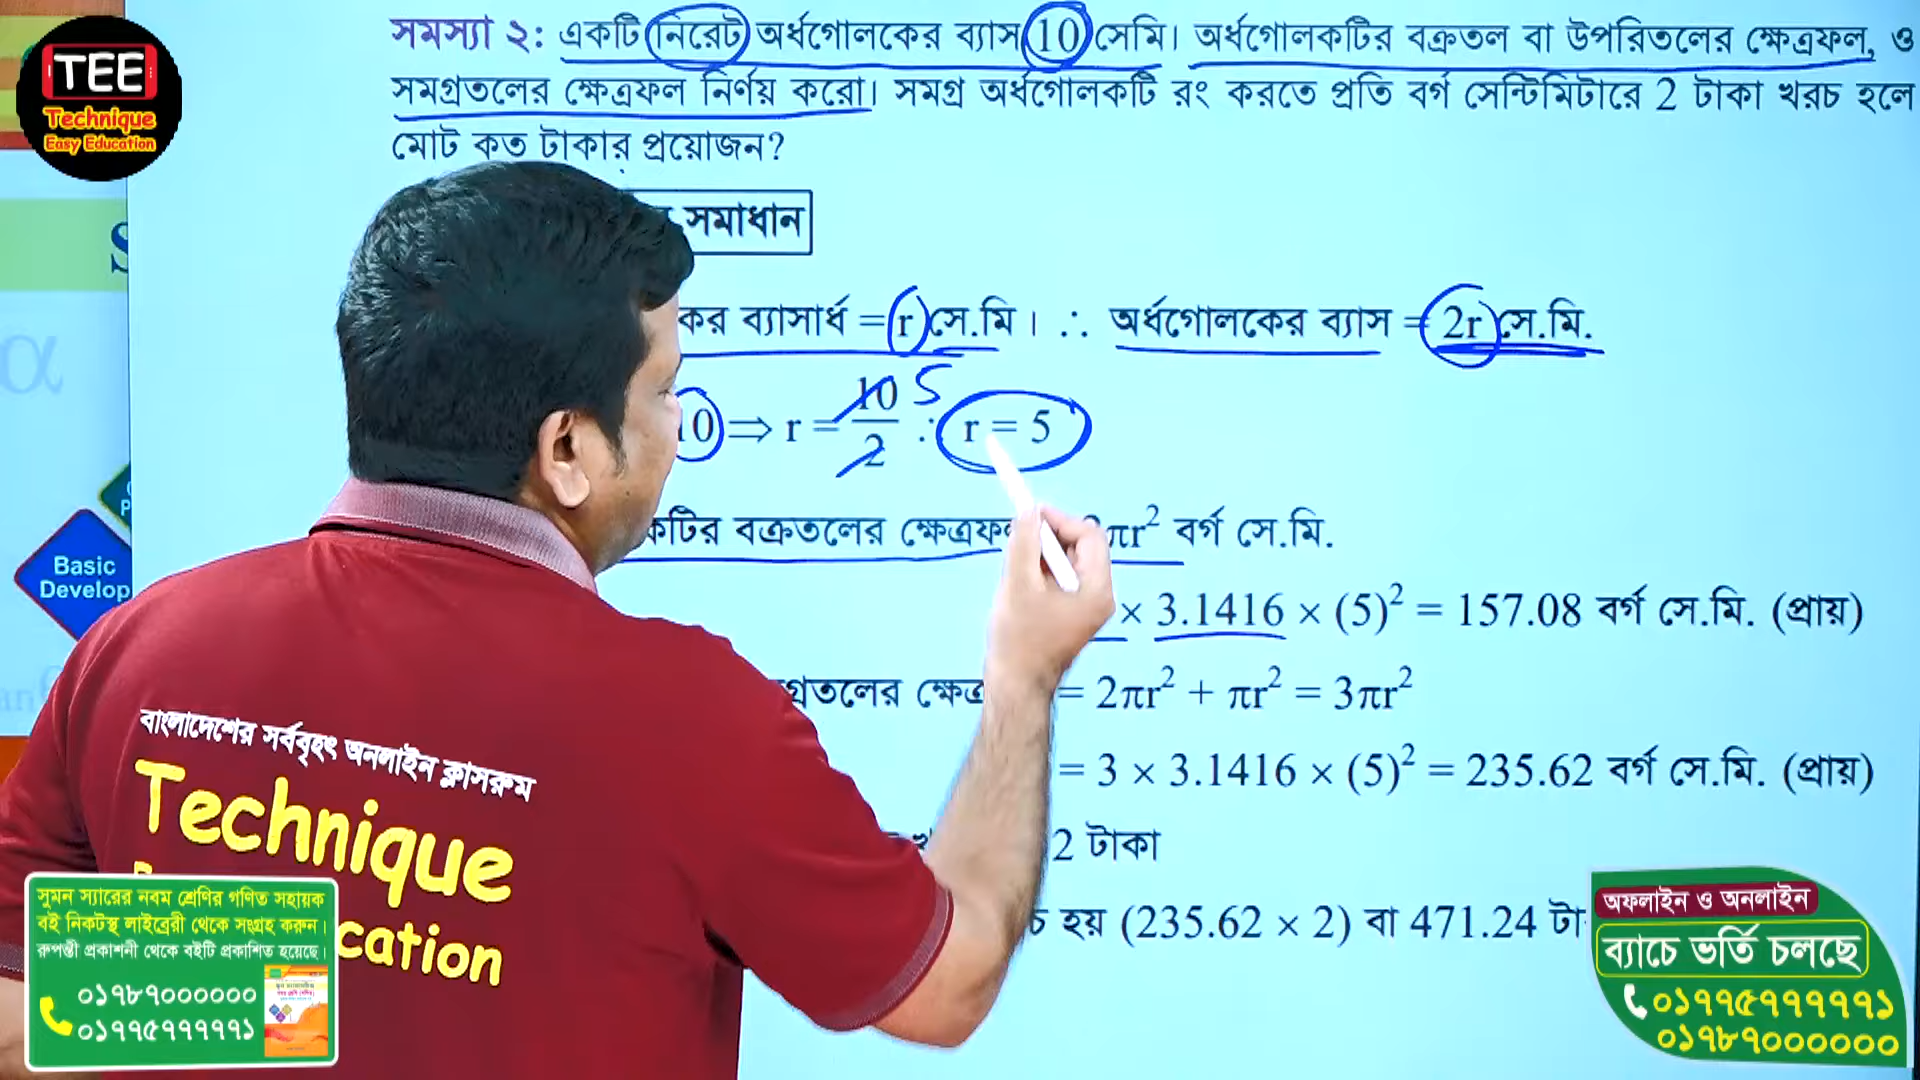 TEE
Technique
Easy Education
সমস্যা ২: একটি নিরেট অর্ধগোলকের ব্যাস 10 সেমি। অর্ধগোলকটির বক্রতল বা উপরিতলের ক্ষেত্রফল, ও
সমগ্রতলের ক্ষেত্রফল নির্ণয় করো। সমগ্র অর্ধগোলকটি রং করতে প্রতি বর্গ সেন্টিমিটারে 2 টাকা খরচ হলে
মোট কত টাকার প্রয়োজন?
সমাধান
কর ব্যাসার্ধ = r সে.মি। ∴ অর্ধগোলকের ব্যাস = 2r সে.মি.
10 ⇒ r = 10/2 5 ∴ r = 5
কটির বক্রতলের ক্ষেত্রফল 2πr² বর্গ সে.মি.
× 3.1416 × (5)² = 157.08 বর্গ সে.মি. (প্রায়)
গ্রতলের ক্ষেত্র = 2πr² + πr² = 3πr²
= 3 × 3.1416 × (5)² = 235.62 বর্গ সে.মি. (প্রায়)
2 টাকা
চ হয় (235.62 × 2) বা 471.24 টা
Basic
Develop
বাংলাদেশের সর্ববৃহৎ অনলাইন ক্লাসরুম
Technique
cation
সুমন স্যারের নবম শ্রেণির গণিত সহায়ক
বই নিকটস্থ লাইব্রেরী থেকে সংগ্রহ করুন।
রুপন্তী প্রকাশনী থেকে বইটি প্রকাশিত হয়েছে।
০১৭৮৭০০০০০০
০১৭৭৫৭৭৭৭৭১
অফলাইন ও অনলাইন
ব্যাচে ভর্তি চলছে
০১৭৭৫৭৭৭৭৭১
০১৭৮৭০০০০০০